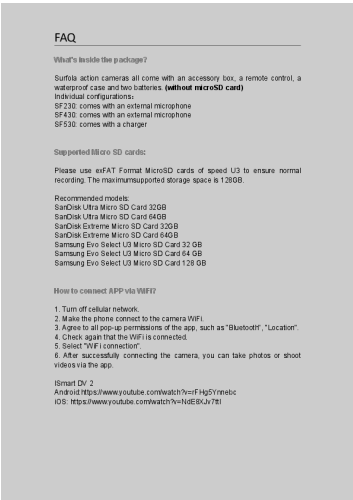 FAQ
What's inside the package?
Surfola action cameras all come with an accessory box, a remote control, a
waterproof case and two batteries. (without microSD card)
Individual configurations:
SF230: comes with an external microphone
SF430: comes with an external microphone
SF530: comes with a charger
Supported Micro SD cards:
Please use exFAT Format MicroSD cards of speed U3 to ensure normal
recording. The maximumsupported storage space is 128GB.
Recommended models:
SanDisk Ultra Micro SD Card 32GB
SanDisk Ultra Micro SD Card 64GB
SanDisk Extreme Micro SD Card 32GB
SanDisk Extreme Micro SD Card 64GB
Samsung Evo Select U3 Micro SD Card 32 GB
Samsung Evo Select U3 Micro SD Card 64 GB
Samsung Evo Select U3 Micro SD Card 128 GB
How to connect APP via WiFi?
1. Turn off cellular network.
2. Make the phone connect to the camera WiFi.
3. Agree to all pop-up permissions of the app, such as "Bluetooth", "Location".
4. Check again that the WiFi is connected.
5. Select "WiFi connection".
6. After successfully connecting the camera, you can take photos or shoot
videos via the app.
ISmart DV 2
Android:https://www.youtube.com/watch?v=rFHg5Ynnebc
iOS: https://www.youtube.com/watch?v=NdE8XJv7ttI